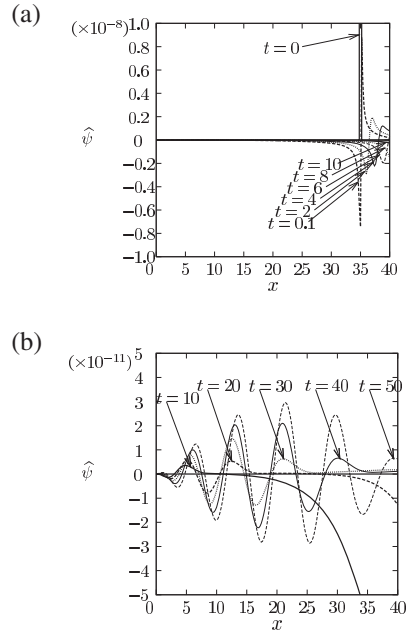 (a)
(×10⁻⁸)
1.0
0.8
0.6
0.4
0.2
0
−0.2
−0.4
−0.6
−0.8
−1.0
ψ̂
t = 0
t = 10
t = 8
t = 6
t = 4
t = 2
t = 0.1
0 5 10 15 20 25 30 35 40
x
(b)
(×10⁻¹¹)
5
4
3
2
1
0
−1
−2
−3
−4
−5
ψ̂
t = 10
t = 20
t = 30
t = 40
t = 50
0 5 10 15 21 25 30 35 40
x